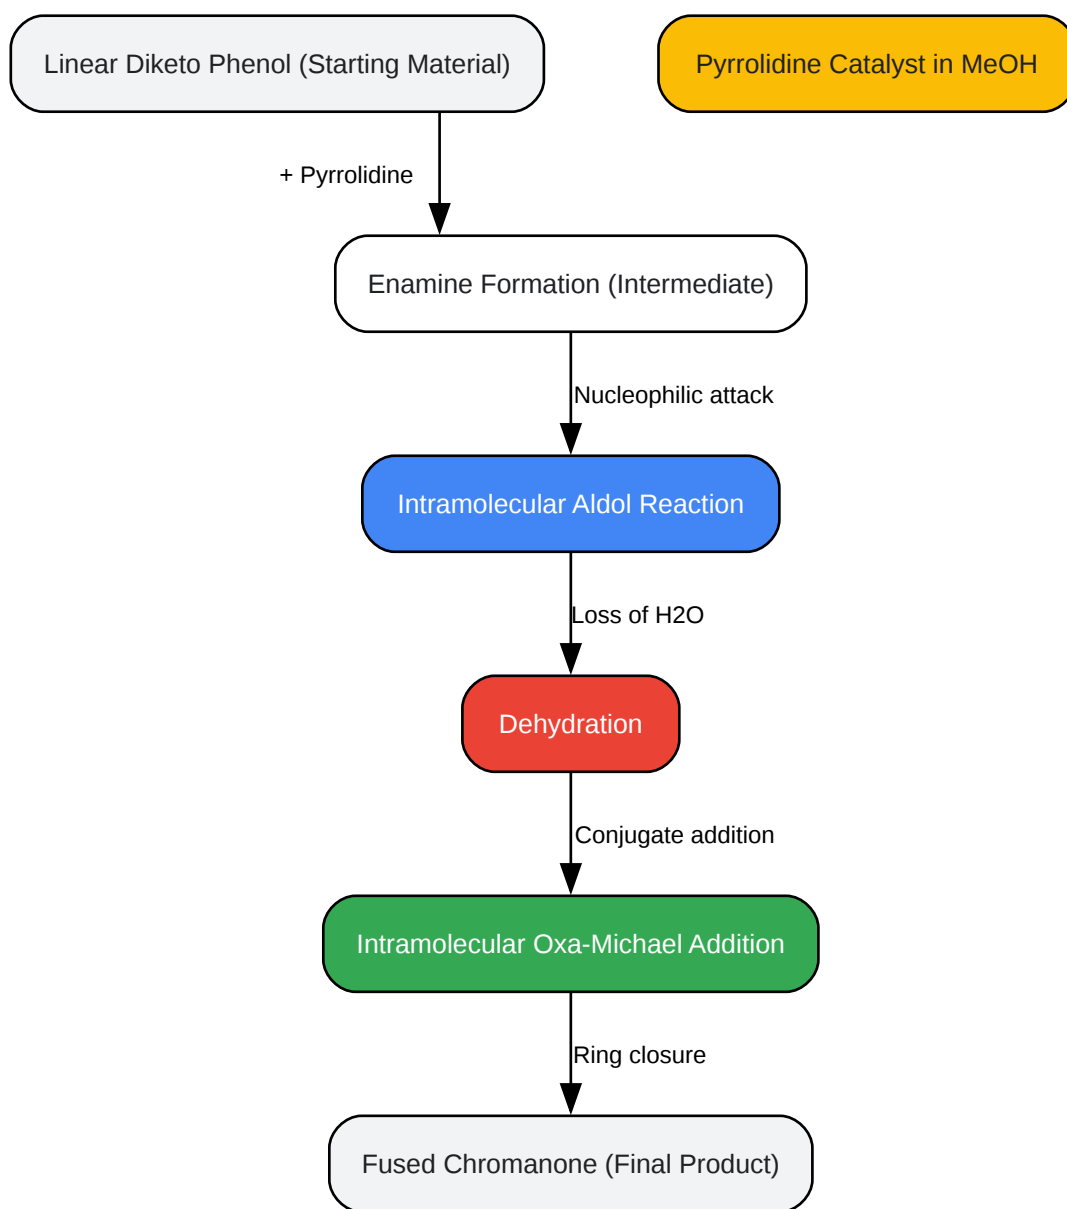 Linear Diketo Phenol (Starting Material)
Pyrrolidine Catalyst in MeOH
+ Pyrrolidine
Enamine Formation (Intermediate)
Nucleophilic attack
Intramolecular Aldol Reaction
Loss of H2O
Dehydration
Conjugate addition
Intramolecular Oxa-Michael Addition
Ring closure
Fused Chromanone (Final Product)